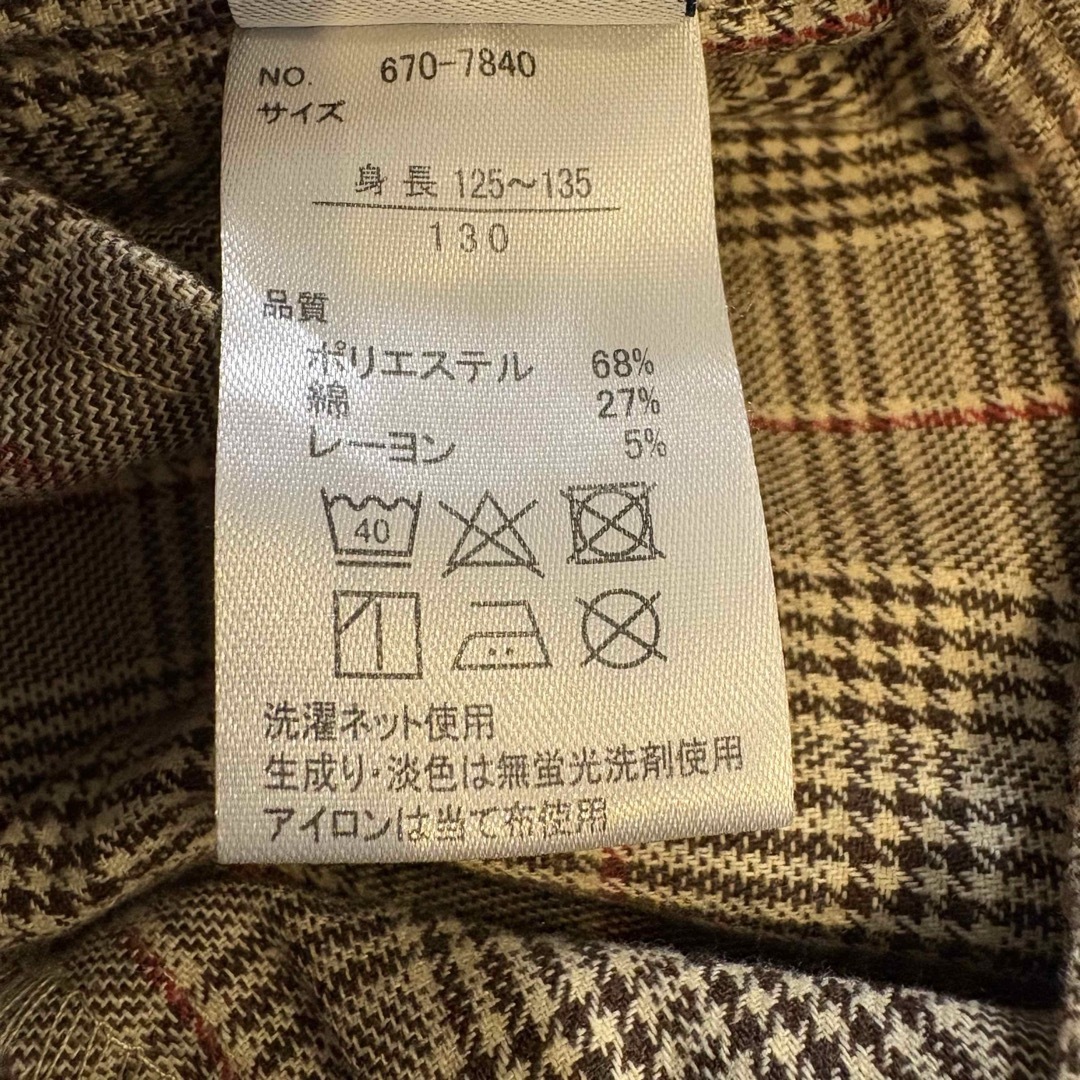 NO. 670-7840
サイズ
身長 125〜135
130
品質
ポリエステル 68%
綿 27%
レーヨン 5%
40
洗濯ネット使用
生成り・淡色は無蛍光洗剤使用
アイロンは当て布使用